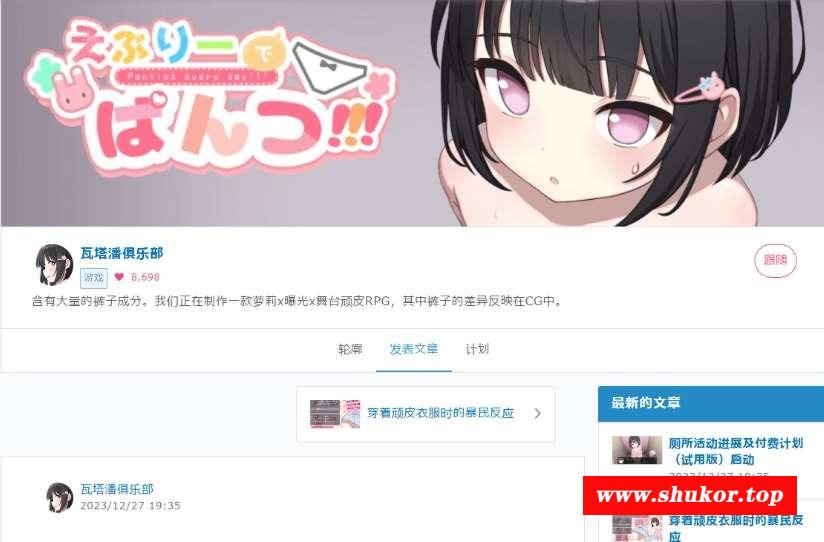 えぶりーで
Panties every day!!!
ぱんつ!!!
瓦塔潘俱乐部
游戏 8,698
跟随
含有大量的裤子成分。我们正在制作一款萝莉x曝光x舞台顽皮RPG，其中裤子的差异反映在CG中。
轮廓 发表文章 计划
穿着顽皮衣服时的暴民反应
最新的文章
厕所活动进展及付费计划
（试用版）启动
瓦塔潘俱乐部
2023/12/27 19:35
www.shukor.top
穿着顽皮衣服时的暴民反
应